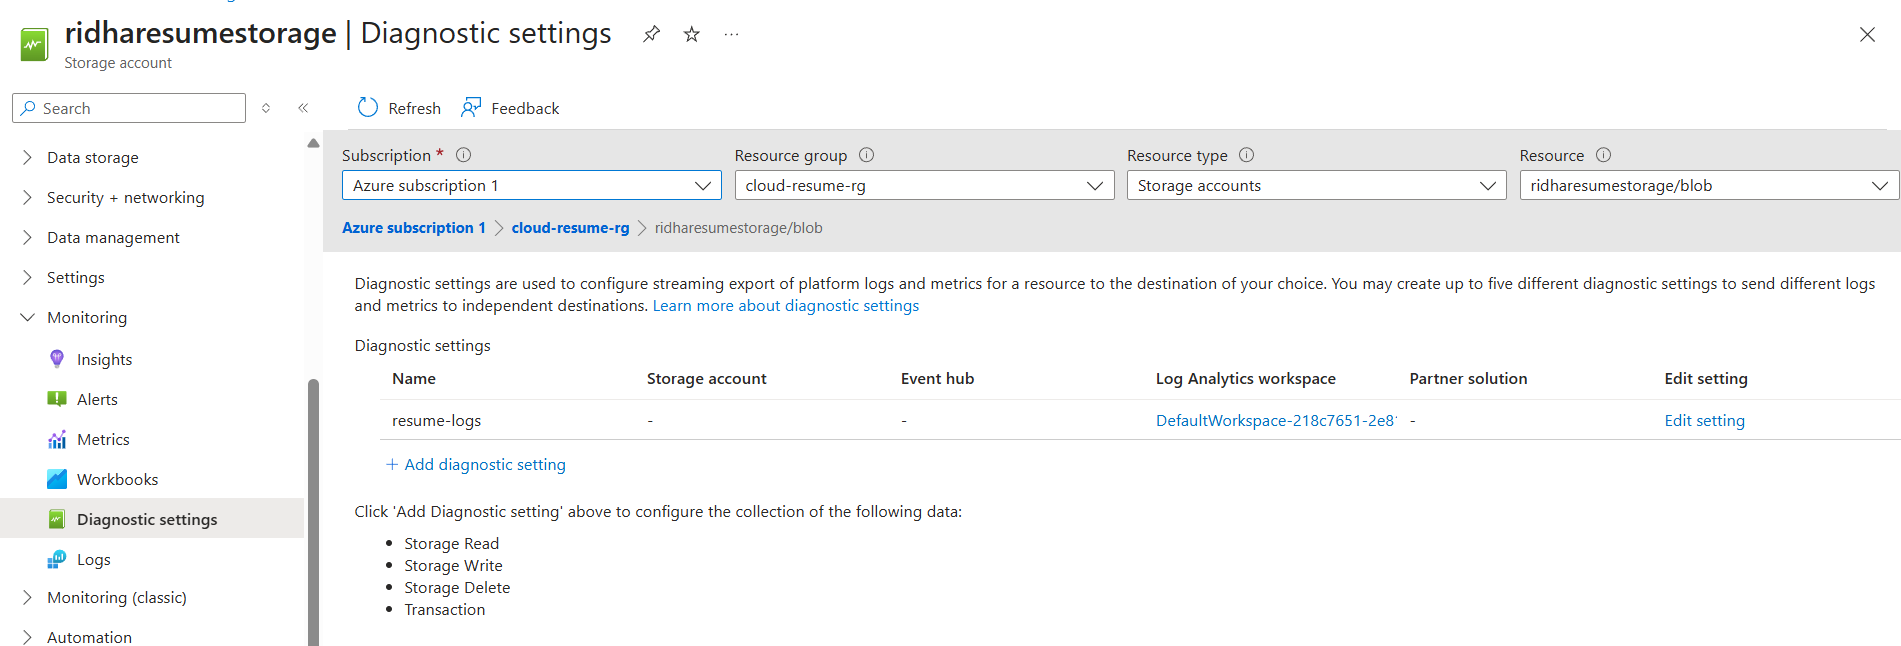 ridharesumestorage | Diagnostic settings
Storage account
Search
Refresh
Feedback
Data storage
Security + networking
Data management
Settings
Monitoring
Insights
Alerts
Metrics
Workbooks
Diagnostic settings
Logs
Monitoring (classic)
Automation
Subscription *
Resource group
Resource type
Resource
Azure subscription 1
cloud-resume-rg
Storage accounts
ridharesumestorage/blob
Azure subscription 1 > cloud-resume-rg > ridharesumestorage/blob
Diagnostic settings are used to configure streaming export of platform logs and metrics for a resource to the destination of your choice. You may create up to five different diagnostic settings to send different logs
and metrics to independent destinations. Learn more about diagnostic settings
Diagnostic settings
Name Storage account Event hub Log Analytics workspace Partner solution Edit setting
resume-logs - - DefaultWorkspace-218c7651-2e8 - Edit setting
+ Add diagnostic setting
Click 'Add Diagnostic setting' above to configure the collection of the following data:
• Storage Read
• Storage Write
• Storage Delete
• Transaction